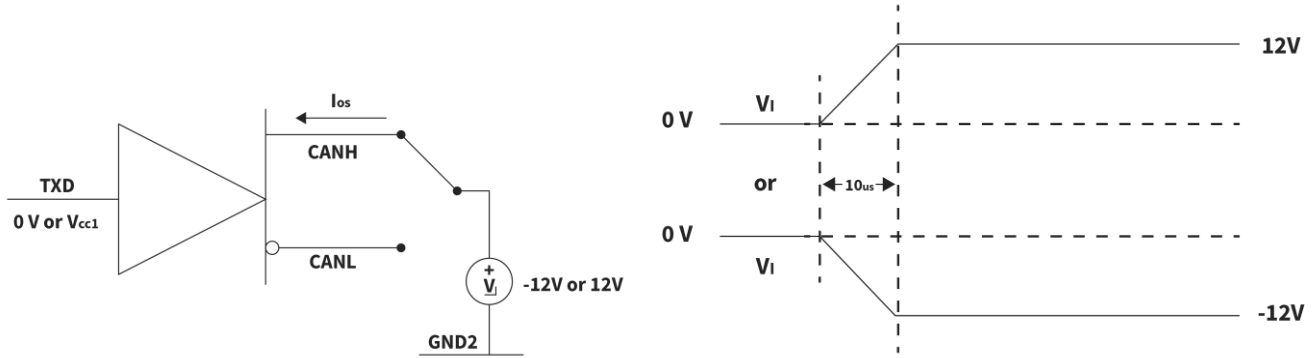 Ios
CANH
TXD
0 V or Vcc1
CANL
+
VI
-12V or 12V
GND2
12V
VI
0 V
or
10us
0 V
VI
-12V